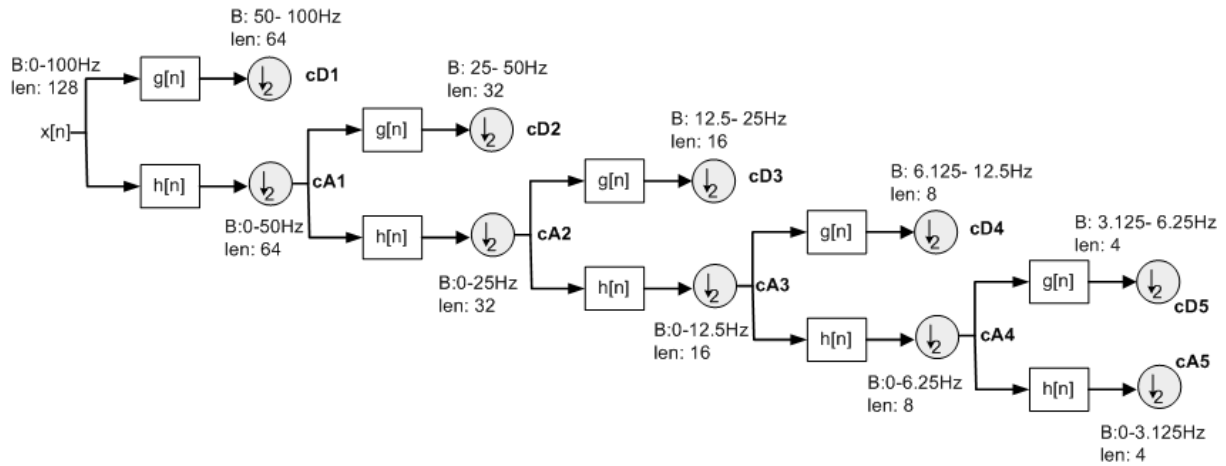 B: 50- 100Hz
len: 64
B:0-100Hz
len: 128
g[n]
↓2
cD1
x[n]
h[n]
↓2
cA1
B:0-50Hz
len: 64
B: 25- 50Hz
len: 32
g[n]
↓2
cD2
h[n]
↓2
cA2
B:0-25Hz
len: 32
B: 12.5- 25Hz
len: 16
g[n]
↓2
cD3
h[n]
↓2
cA3
B:0-12.5Hz
len: 16
B: 6.125- 12.5Hz
len: 8
g[n]
↓2
cD4
h[n]
↓2
cA4
B:0-6.25Hz
len: 8
B: 3.125- 6.25Hz
len: 4
g[n]
↓2
cD5
h[n]
↓2
cA5
B:0-3.125Hz
len: 4